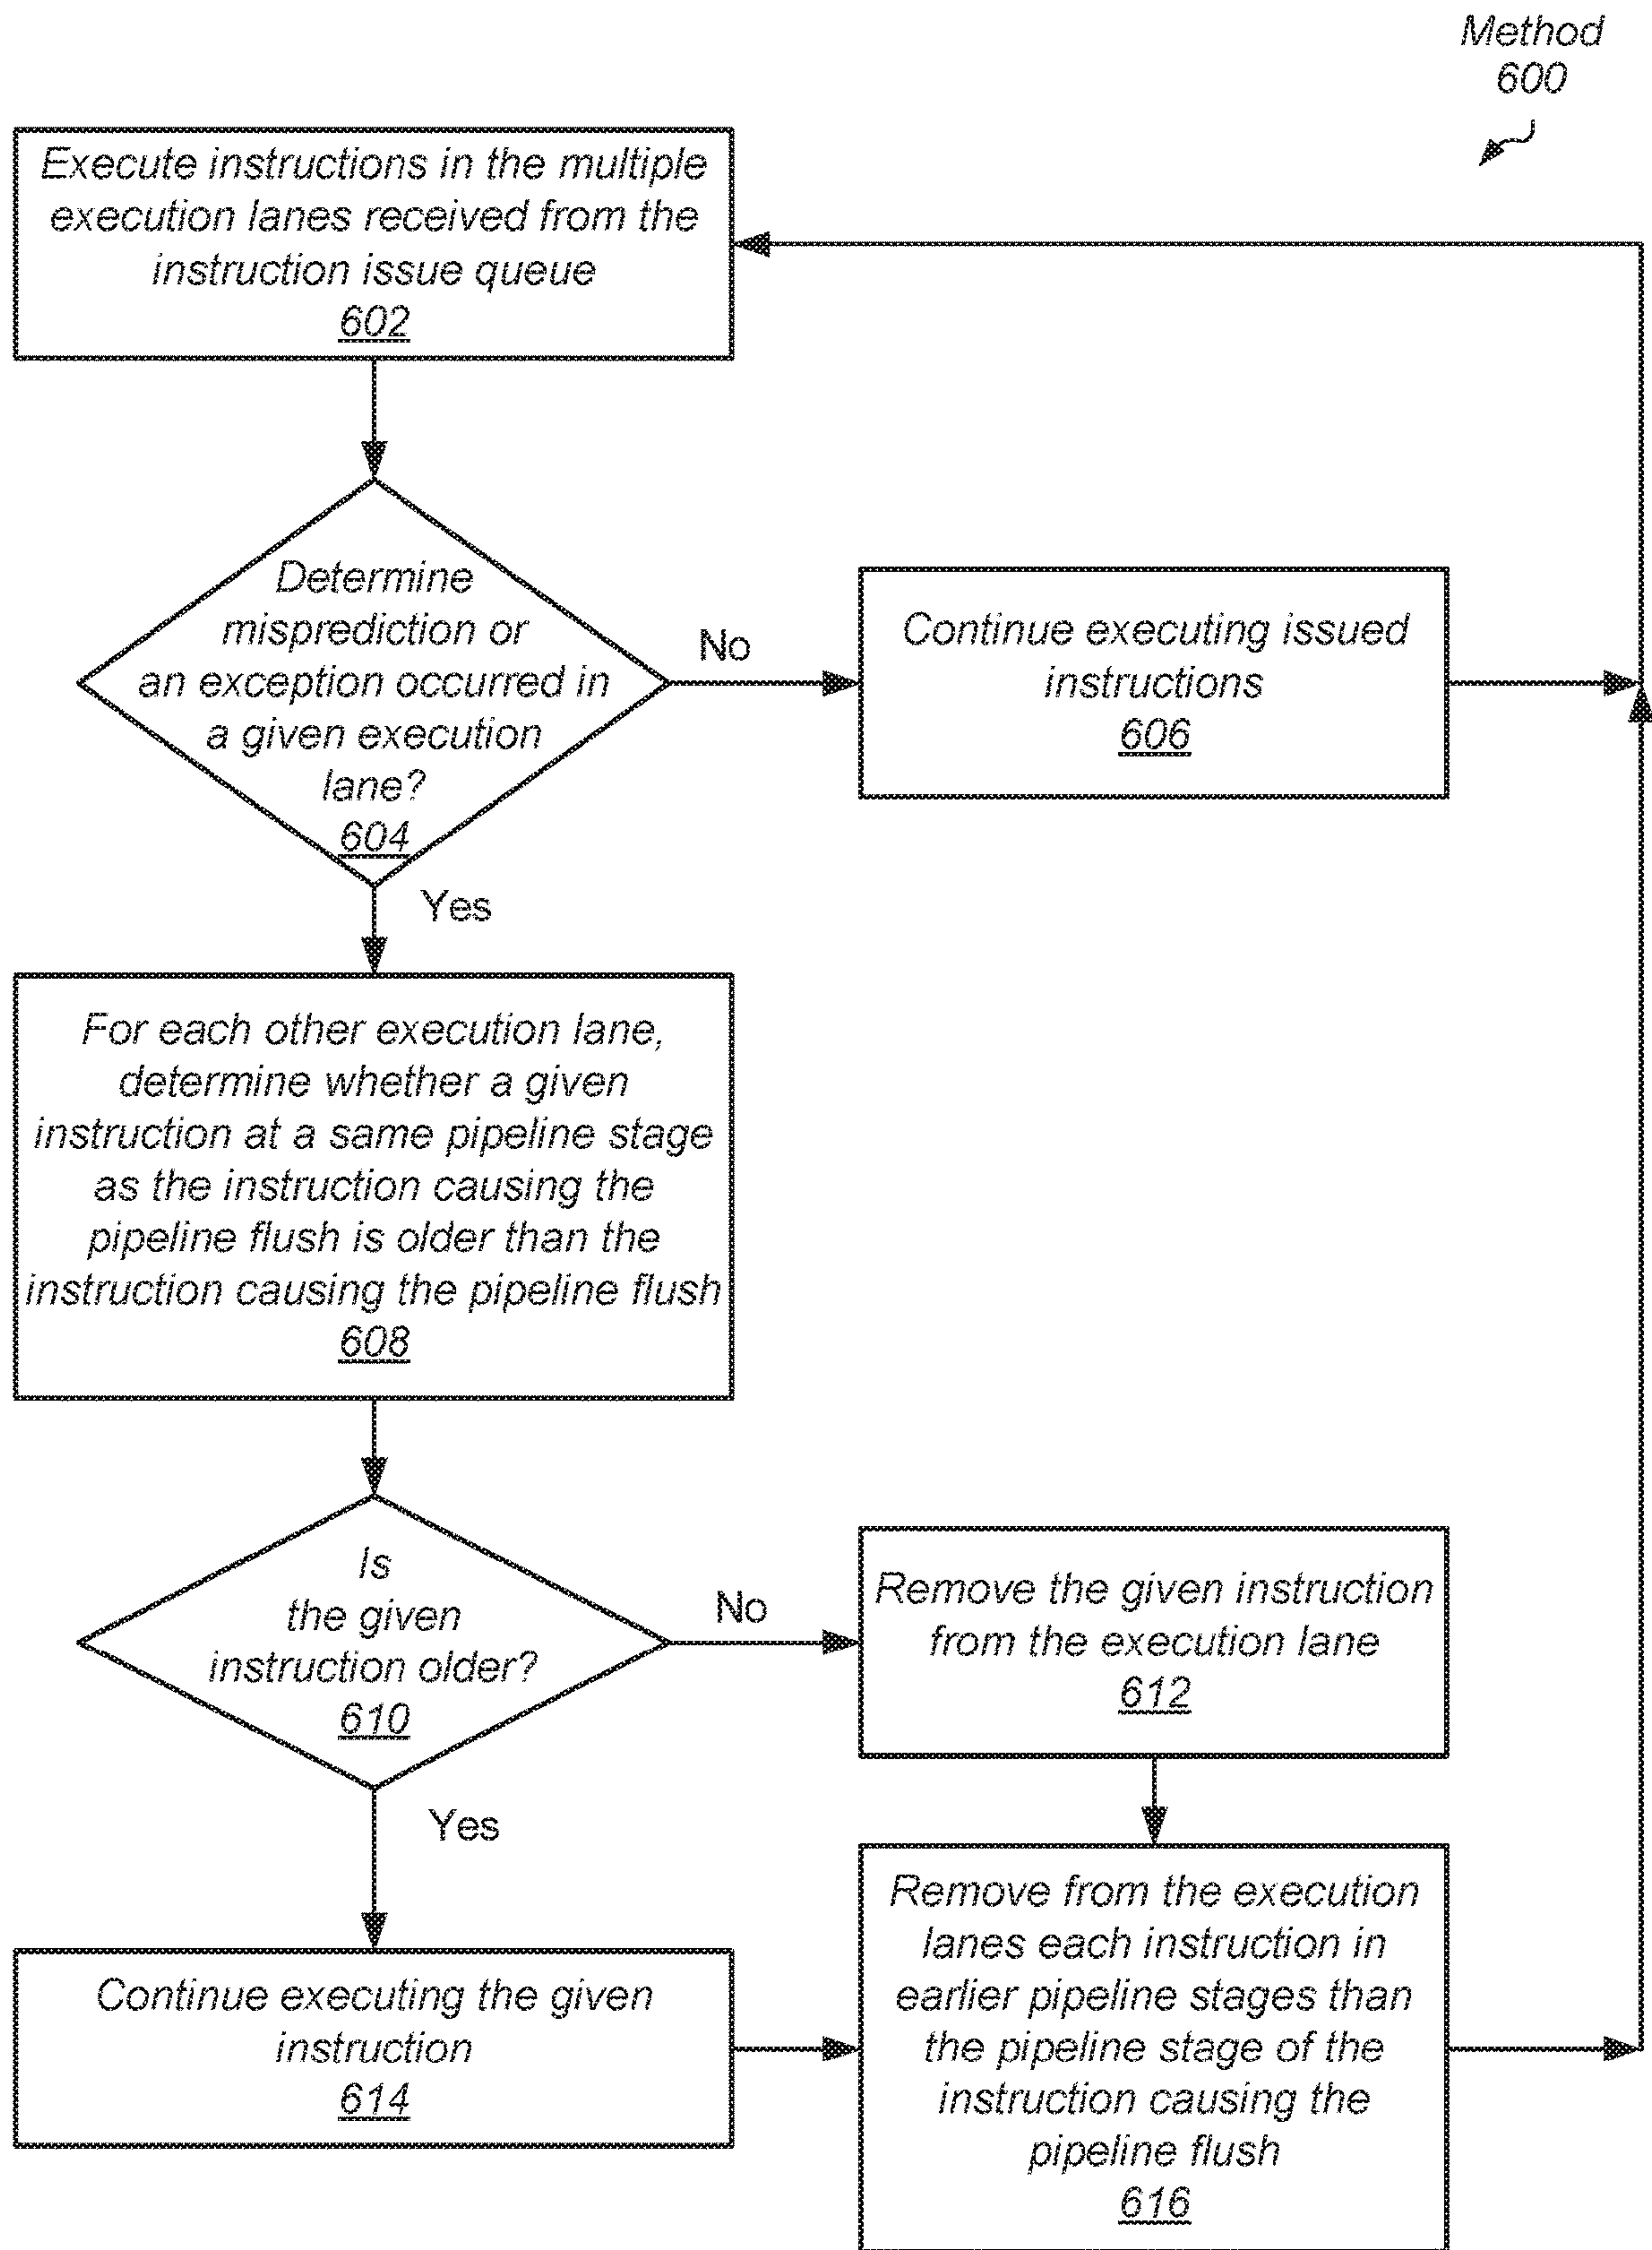 Method
600
Execute instructions in the multiple
execution lanes received from the
instruction issue queue
602
Determine
misprediction or
an exception occurred in
a given execution
lane?
604
No
Continue executing issued
instructions
606
Yes
For each other execution lane,
determine whether a given
instruction at a same pipeline stage
as the instruction causing the
pipeline flush is older than the
instruction causing the pipeline flush
608
Is
the given
instruction older?
610
No
Remove the given instruction
from the execution lane
612
Yes
Continue executing the given
instruction
614
Remove from the execution
lanes each instruction in
earlier pipeline stages than
the pipeline stage of the
instruction causing the
pipeline flush
616